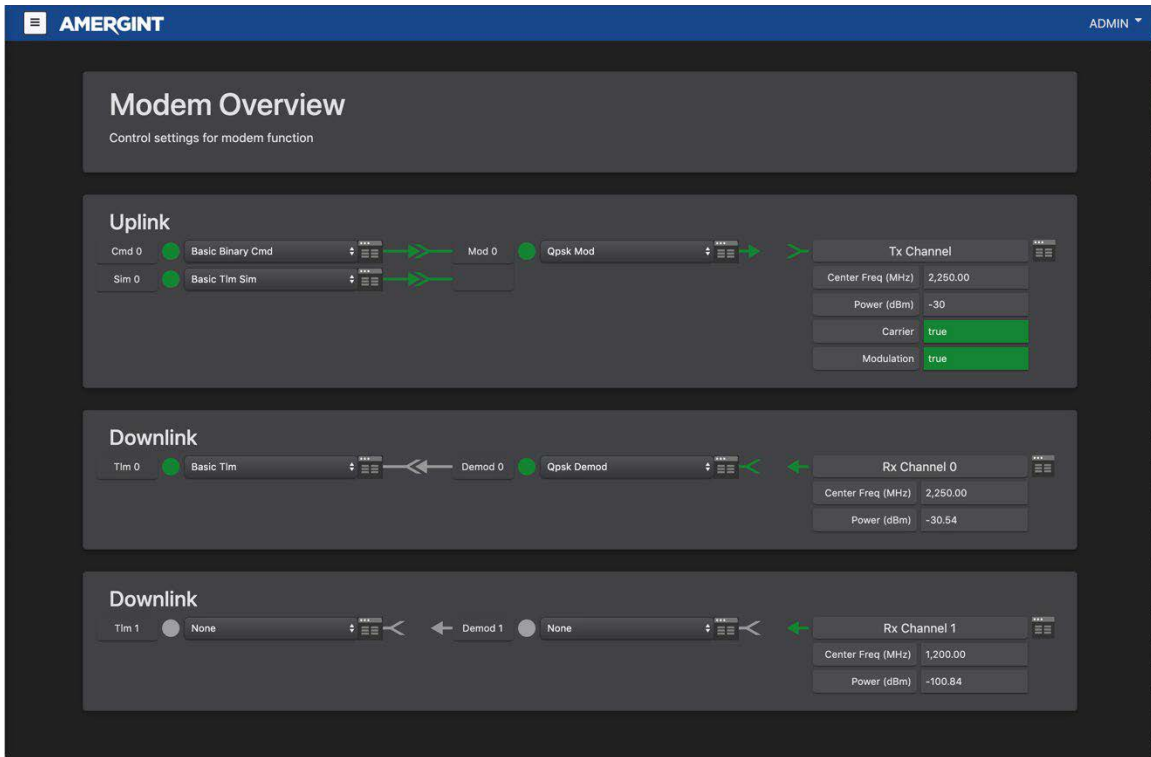 AMERGINT
ADMIN
Modem Overview
Control settings for modem function
Uplink
Cmd 0 Basic Binary Cmd Mod 0 Qpsk Mod Tx Channel
Sim 0 Basic Tlm Sim Center Freq (MHz) 2,250.00
Power (dBm) -30
Carrier true
Modulation true
Downlink
Tlm 0 Basic Tlm Demod 0 Qpsk Demod Rx Channel 0
Center Freq (MHz) 2,250.00
Power (dBm) -30.54
Downlink
Tlm 1 None Demod 1 None Rx Channel 1
Center Freq (MHz) 1,200.00
Power (dBm) -100.84